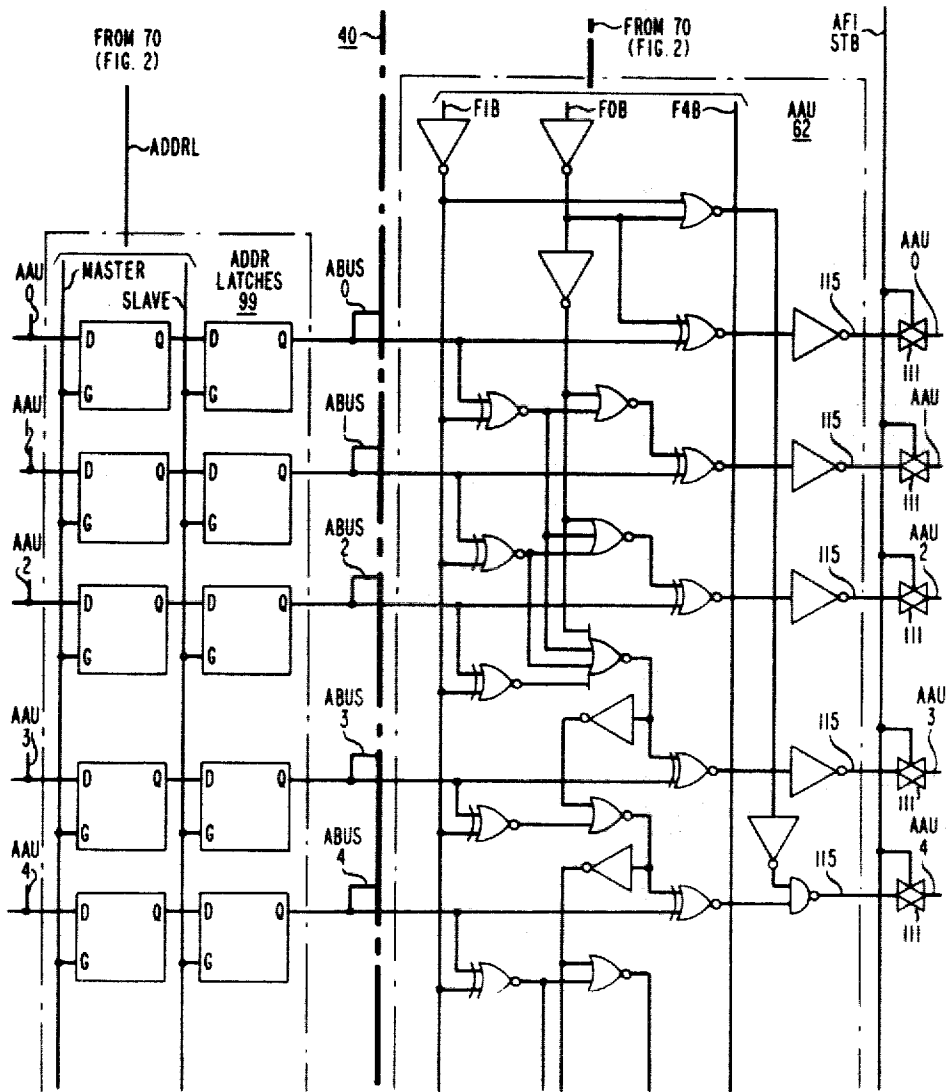 FROM 70
(FIG. 2)
40
FROM 70
(FIG. 2)
AFI
STB
ADDRL
F1B
F0B
F4B
AAU
62
AAU
0
MASTER
SLAVE
ADDR
LATCHES
99
ABUS
0
115
AAU
0
D Q D Q
G G
111
AAU
1
ABUS
1
115
AAU
1
D Q D Q
G G
111
AAU
2
ABUS
2
115
AAU
2
D Q D Q
G G
111
AAU
3
ABUS
3
115
AAU
3
D Q D Q
G G
111
AAU
4
ABUS
4
115
AAU
4
D Q D Q
G G
111